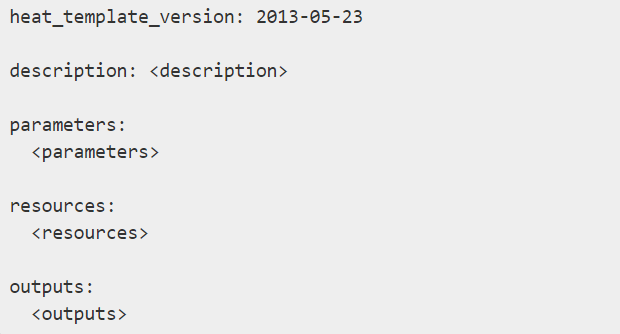 heat_template_version: 2013-05-23
description: <description>
parameters:
<parameters>
resources:
<resources>
outputs:
<outputs>